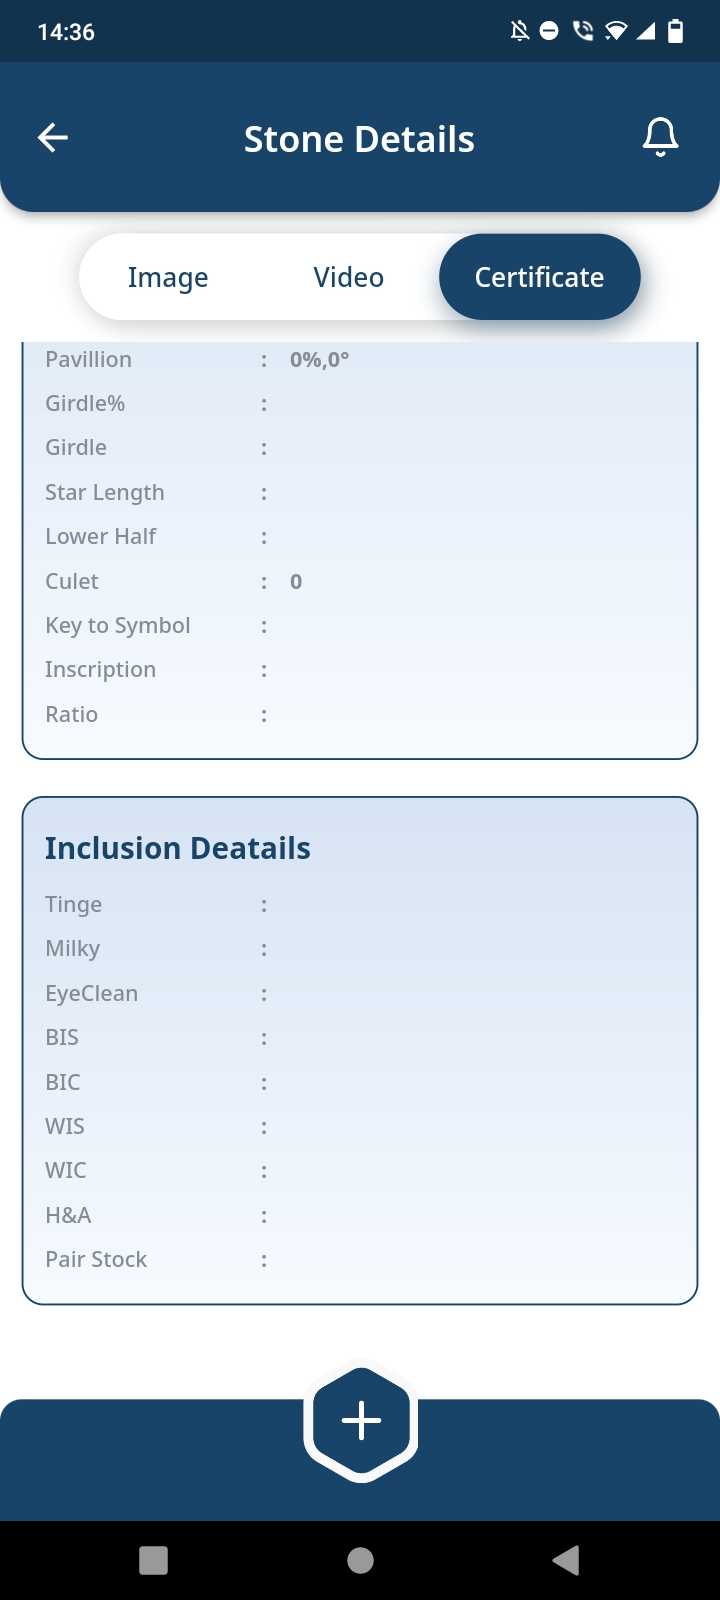 14:36
Stone Details
Image Video Certificate
Pavillion : 0%,0°
Girdle% :
Girdle :
Star Length :
Lower Half :
Culet : 0
Key to Symbol :
Inscription :
Ratio :
Inclusion Deatails
Tinge :
Milky :
EyeClean :
BIS :
BIC :
WIS :
WIC :
H&A :
Pair Stock :